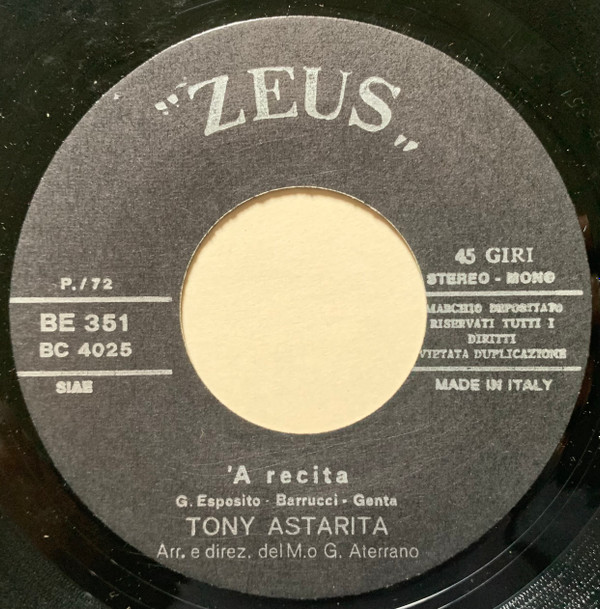 "ZEUS„
P./72
BE 351
BC 4025
SIAE
45 GIRI
STEREO - MONO
MARCHIO DEPOSITATO
RISERVATI TUTTI I
DIRITTI
VIETATA DUPLICAZIONE
MADE IN ITALY
'A recita
G. Esposito - Barrucci - Genta
TONY ASTARITA
Arr. e direz. del M.o G. Aterrano